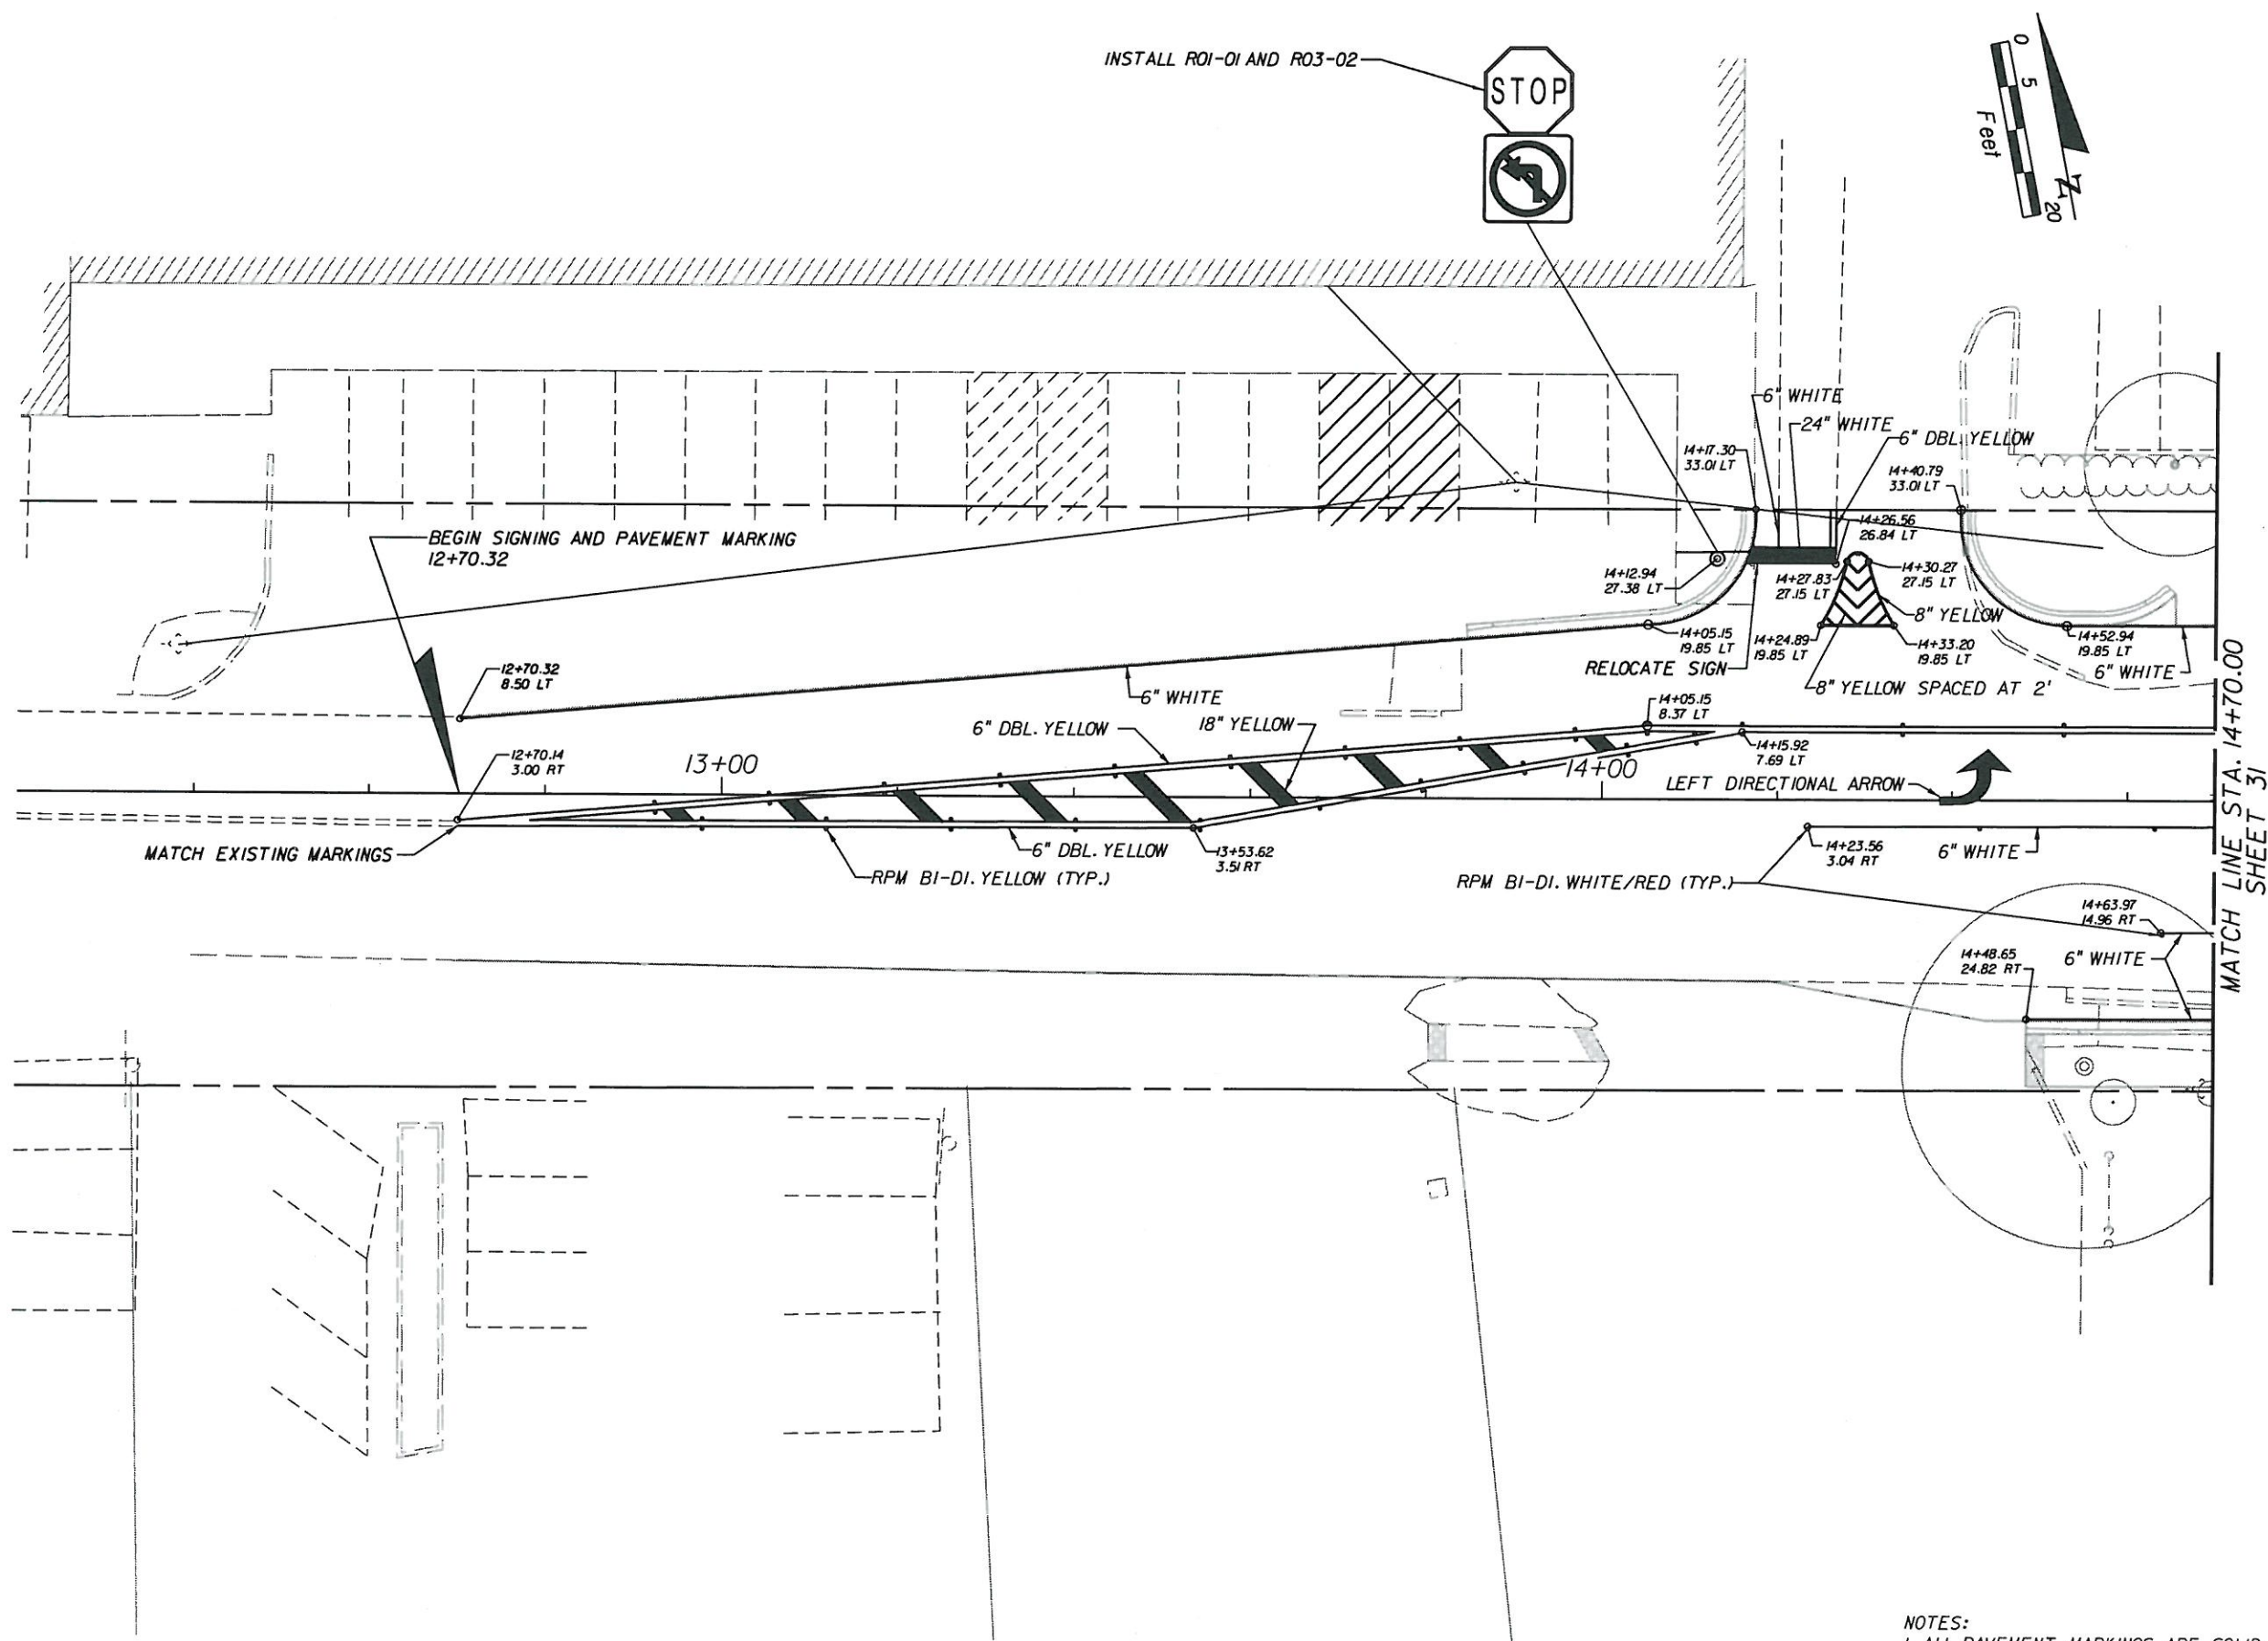 INSTALL R01-01 AND R03-02
STOP
0
5
20
Feet
N
6" WHITE
24" WHITE
6" DBL. YELLOW
14+17.30
33.01 LT
14+40.79
33.01 LT
BEGIN SIGNING AND PAVEMENT MARKING
12+70.32
14+26.56
26.84 LT
14+12.94
27.38 LT
14+27.83
27.15 LT
14+30.27
27.15 LT
8" YELLOW
14+05.15
19.85 LT
14+24.89
19.85 LT
14+33.20
19.85 LT
14+52.94
19.85 LT
RELOCATE SIGN
6" WHITE
8" YELLOW SPACED AT 2'
12+70.32
8.50 LT
6" WHITE
14+05.15
8.37 LT
6" DBL. YELLOW
18" YELLOW
12+70.14
3.00 RT
13+00
14+00
14+15.92
7.69 LT
LEFT DIRECTIONAL ARROW
MATCH EXISTING MARKINGS
6" DBL. YELLOW
13+53.62
3.51 RT
RPM BI-DI. YELLOW (TYP.)
14+23.56
3.04 RT
6" WHITE
RPM BI-DI. WHITE/RED (TYP.)
14+63.97
14.96 RT
14+48.65
24.82 RT
6" WHITE
MATCH LINE STA. 14+70.00
SHEET 31
NOTES:
1. ALL PAVEMENT MARKINGS ARE SOLID